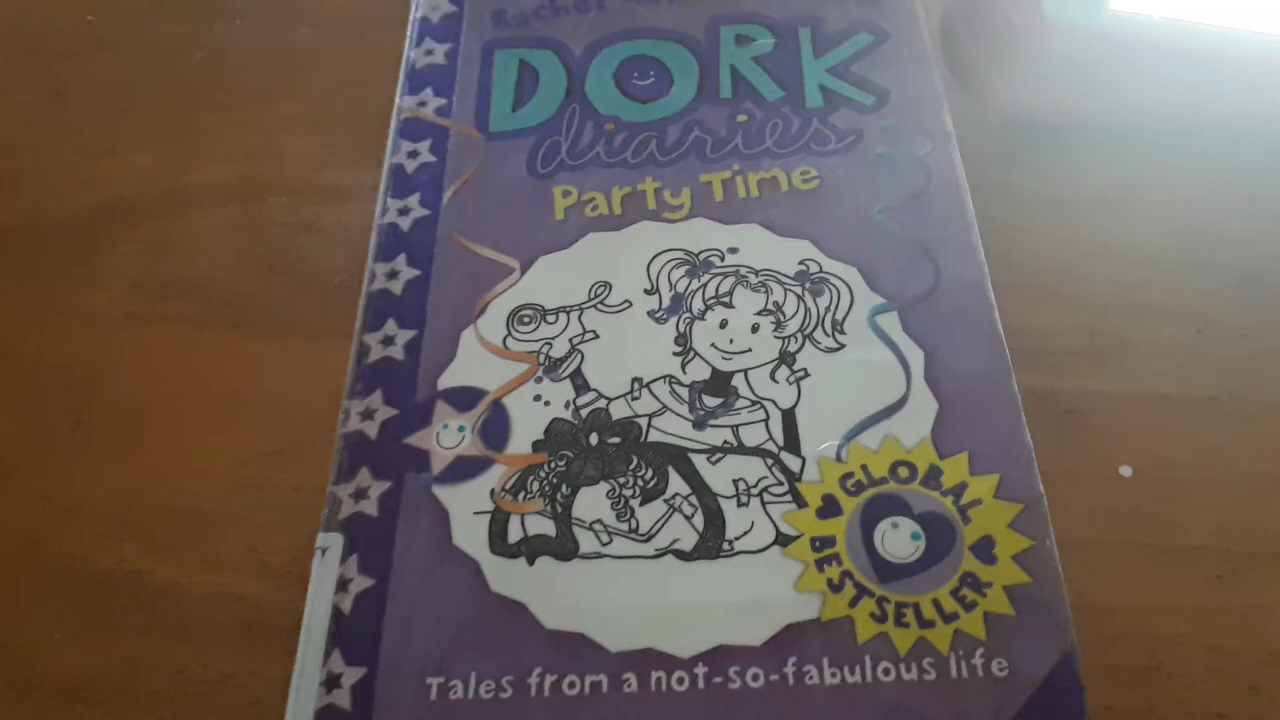 DORK
diaries
Party Time
GLOBAL
BESTSELLER
Tales from a not-so-fabulous life